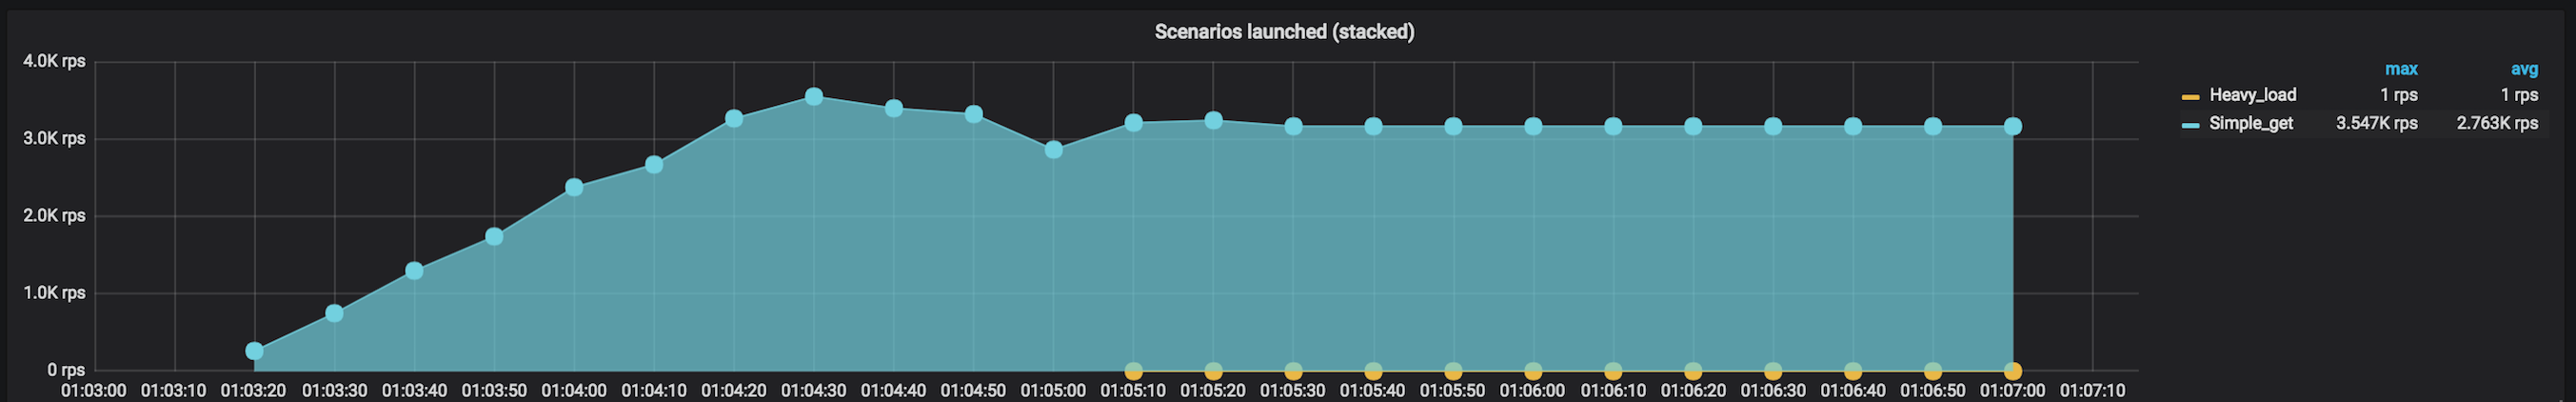 Scenarios launched (stacked)
4.0K rps
3.0K rps
2.0K rps
1.0K rps
0 rps
01:03:00 01:03:10 01:03:20 01:03:30 01:03:40 01:03:50 01:04:00 01:04:10 01:04:20 01:04:30 01:04:40 01:04:50 01:05:00 01:05:10 01:05:20 01:05:30 01:05:40 01:05:50 01:06:00 01:06:10 01:06:20 01:06:30 01:06:40 01:06:50 01:07:00 01:07:10
max avg
Heavy_load 1 rps 1 rps
Simple_get 3.547K rps 2.763K rps